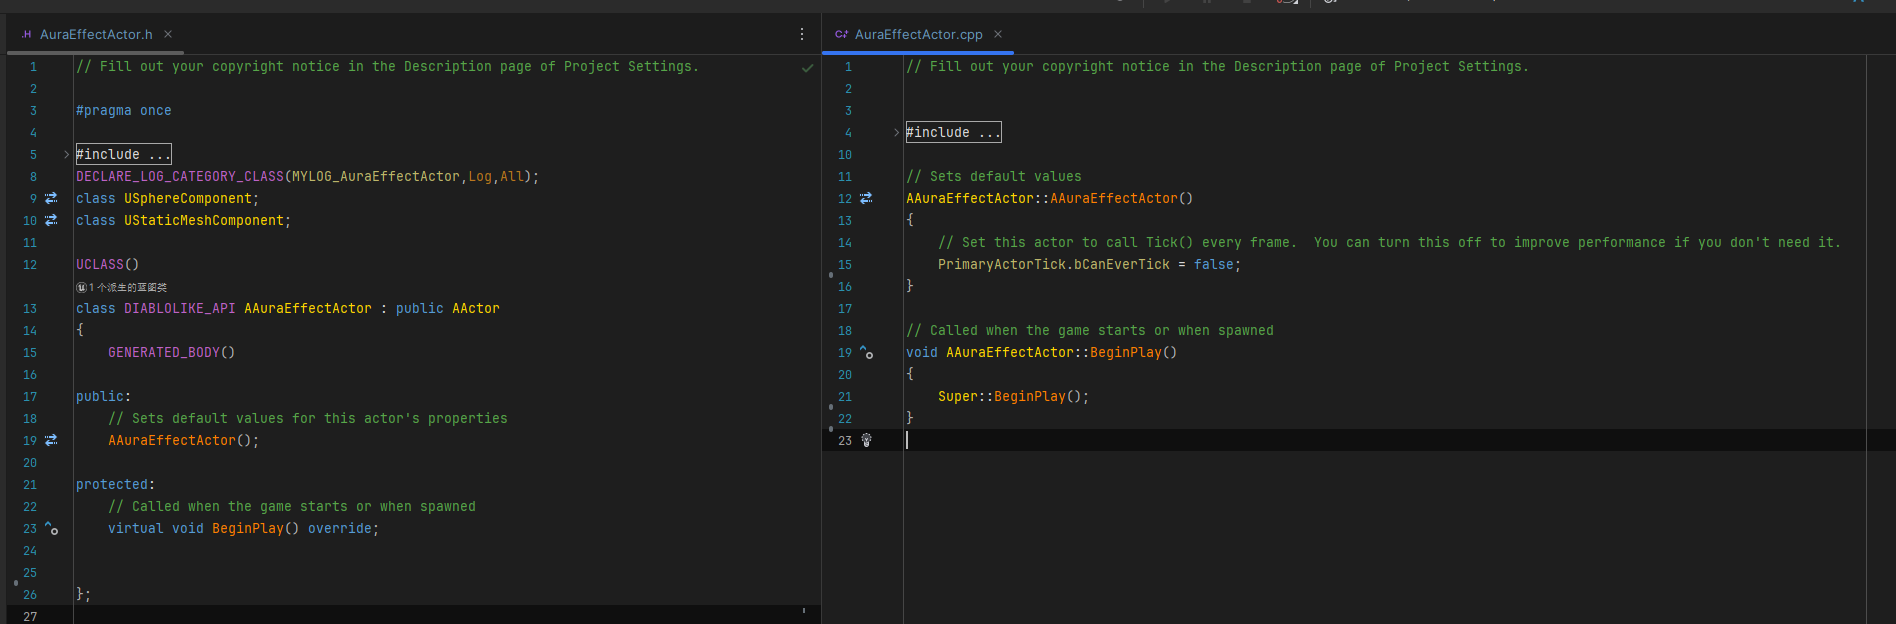 .H AuraEffectActor.h ×
1 // Fill out your copyright notice in the Description page of Project Settings.
2
3 #pragma once
4
5 #include ...
8 DECLARE_LOG_CATEGORY_CLASS(MYLOG_AuraEffectActor,Log,All);
9 class USphereComponent;
10 class UStaticMeshComponent;
11
12 UCLASS()
1 个派生的蓝图类
13 class DIABLOLIKE_API AAuraEffectActor : public AActor
14 {
15 GENERATED_BODY()
16
17 public:
18 // Sets default values for this actor's properties
19 AAuraEffectActor();
20
21 protected:
22 // Called when the game starts or when spawned
23 virtual void BeginPlay() override;
24
25
26 };
27
C++ AuraEffectActor.cpp ×
1 // Fill out your copyright notice in the Description page of Project Settings.
2
3
4 #include ...
10
11 // Sets default values
12 AAuraEffectActor::AAuraEffectActor()
13 {
14 // Set this actor to call Tick() every frame.  You can turn this off to improve performance if you don't need it.
15 PrimaryActorTick.bCanEverTick = false;
16 }
17
18 // Called when the game starts or when spawned
19 void AAuraEffectActor::BeginPlay()
20 {
21 Super::BeginPlay();
22 }
23